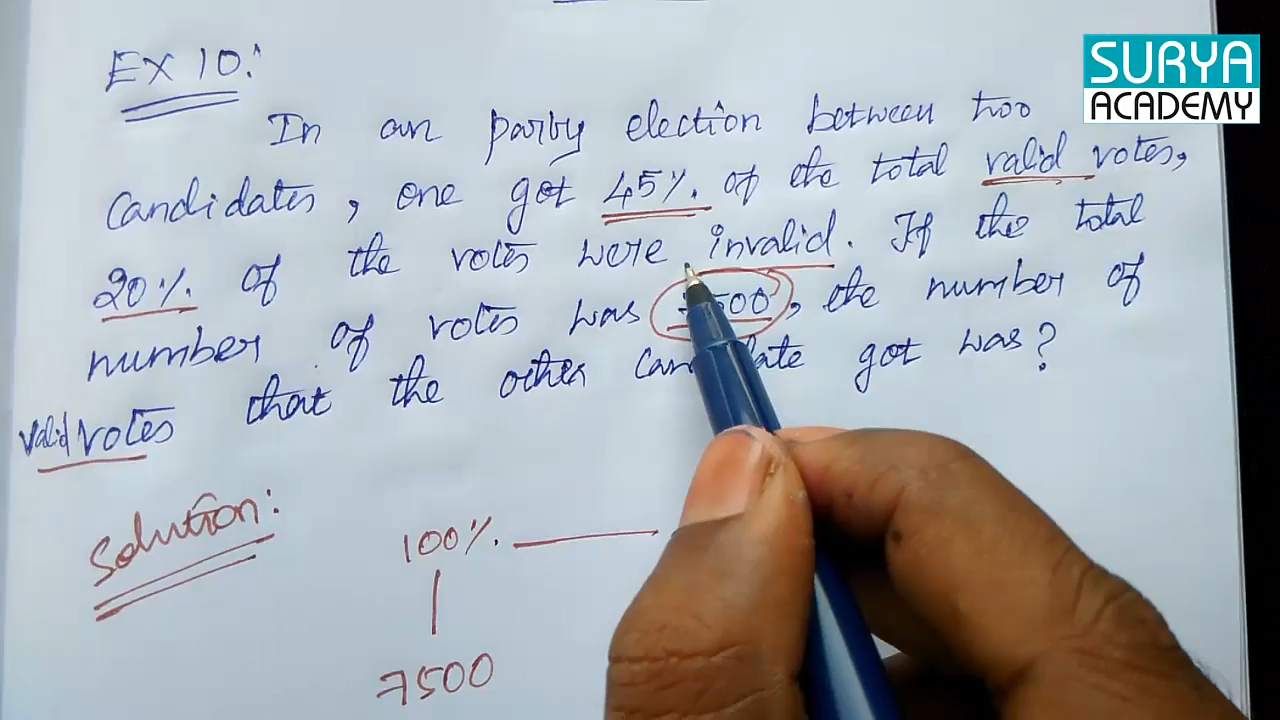 SURYA
ACADEMY
EX 10:
In an party election between two
candidates, one got 45%. of the total valid votes,
20%. of the votes were invalid. If the total
number of votes was 7500, the number of
valid votes that the other candidate got was?
Solution:
100%.
7500